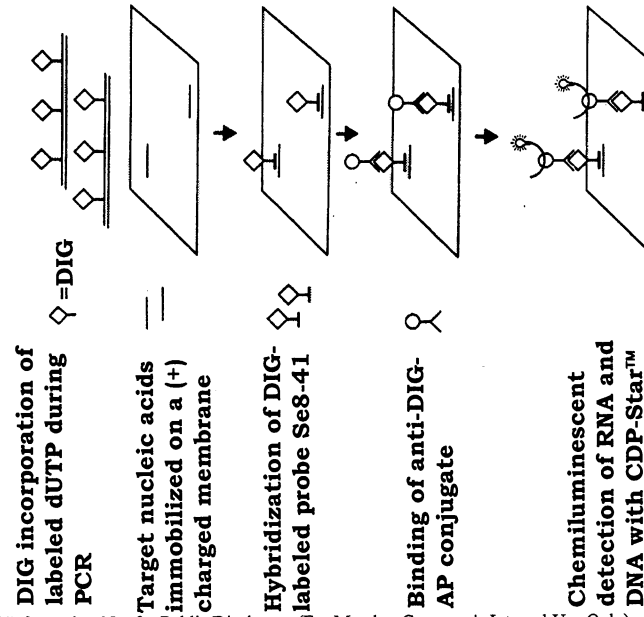 DIG incorporation of
labeled dUTP during
PCR
=DIG
Target nucleic acids
immobilized on a (+)
charged membrane
Hybridization of DIG-
labeled probe Se8-41
Binding of anti-DIG-
AP conjugate
Chemiluminescent
detection of RNA and
DNA with CDP-Star™